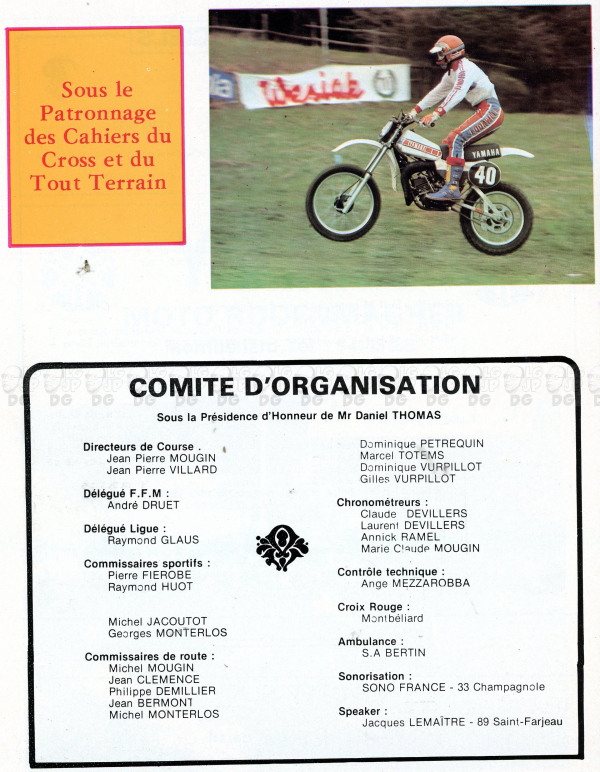 Sous le
Patronnage
des Cahiers du
Cross et du
Tout Terrain
Wesiak
YAMAHA
40
COMITE D'ORGANISATION
Sous la Présidence d'Honneur de Mr Daniel THOMAS
Directeurs de Course .
Jean Pierre MOUGIN
Jean Pierre VILLARD
Délégué F.F.M :
André DRUET
Délégué Ligue :
Raymond GLAUS
Commissaires sportifs :
Pierre FIEROBE
Raymond HUOT
Michel JACOUTOT
Georges MONTERLOS
Commissaires de route :
Michel MOUGIN
Jean CLEMENCE
Philippe DEMILLIER
Jean BERMONT
Michel MONTERLOS
Dominique PETREQUIN
Marcel TOTEMS
Dominique VURPILLOT
Gilles VURPILLOT
Chronométreurs :
Claude DEVILLERS
Laurent DEVILLERS
Annick RAMEL
Marie Claude MOUGIN
Contrôle technique :
Ange MEZZAROBBA
Croix Rouge :
Montbéliard
Ambulance :
S.A BERTIN
Sonorisation :
SONO FRANCE - 33 Champagnole
Speaker :
Jacques LEMAÎTRE - 89 Saint-Farjeau